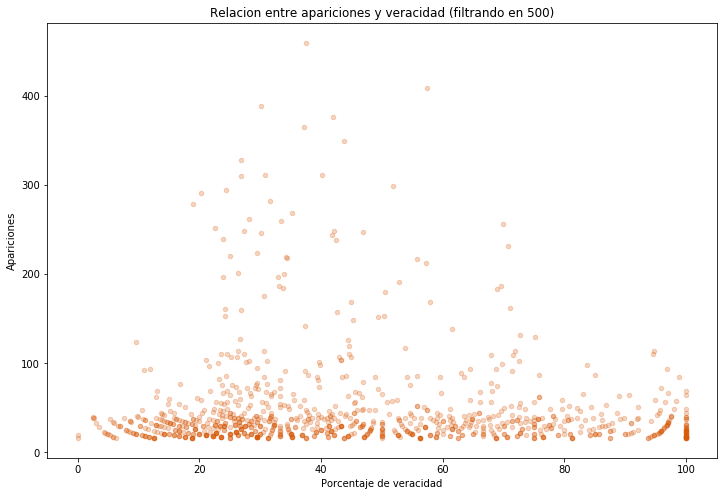 Relacion entre apariciones y veracidad (filtrando en 500)
Apariciones
400
300
200
100
0
0 20 40 60 80 100
Porcentaje de veracidad